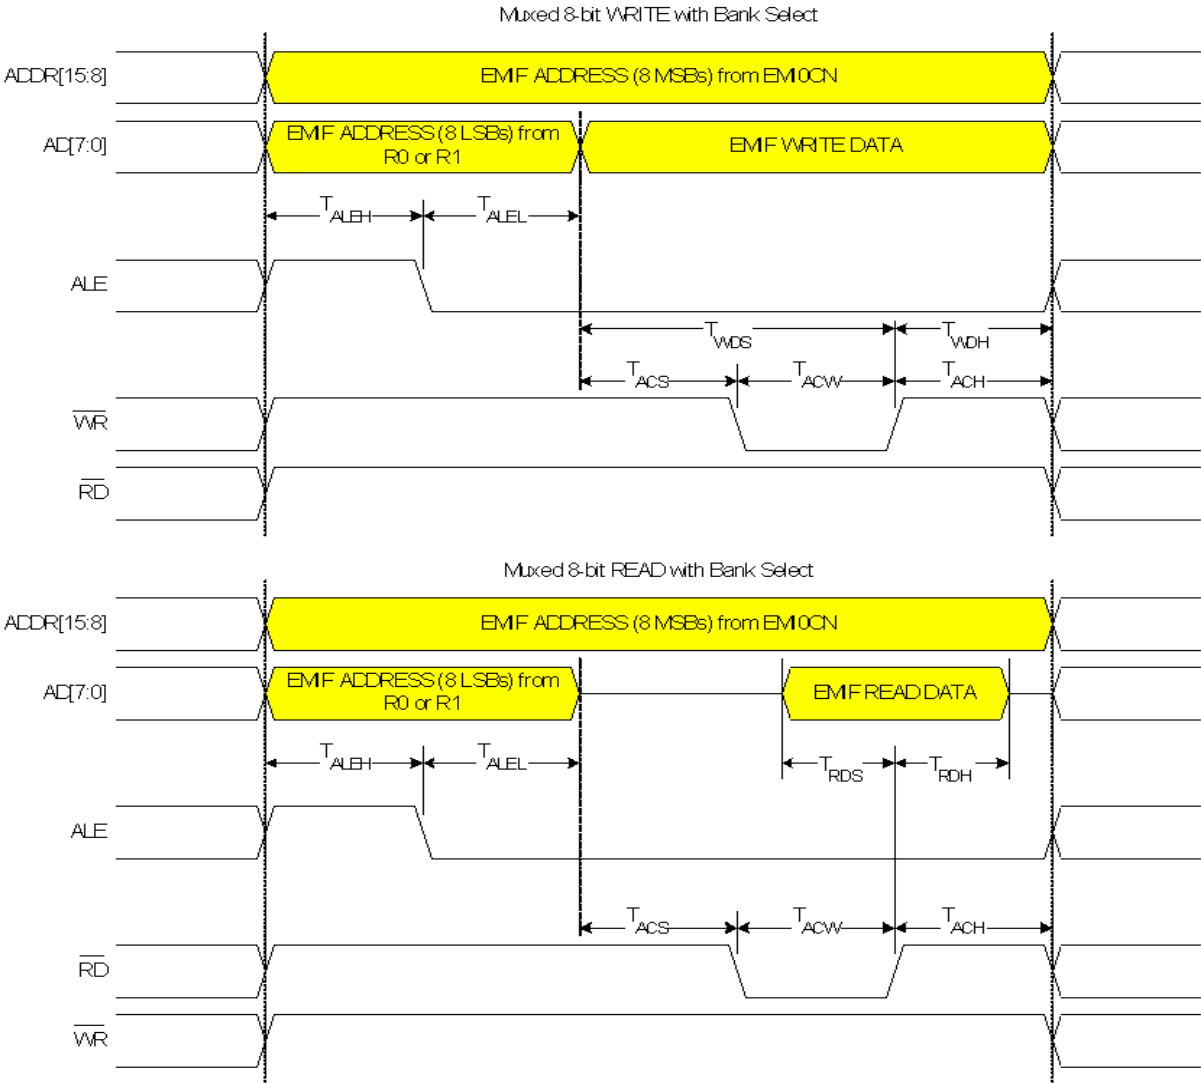 Muxed 8-bit WRITE with Bank Select
ADDR[15:8]
EMIF ADDRESS (8 MSBs) from EMI0CN
AD[7:0]
EMIF ADDRESS (8 LSBs) from
R0 or R1
EMIF WRITE DATA
TALEH
TALEL
ALE
TWDS
TWDH
TACS
TACW
TACH
WR
RD
Muxed 8-bit READ with Bank Select
ADDR[15:8]
EMIF ADDRESS (8 MSBs) from EMI0CN
AD[7:0]
EMIF ADDRESS (8 LSBs) from
R0 or R1
EMIF READ DATA
TALEH
TALEL
TRDS
TRDH
ALE
TACS
TACW
TACH
RD
WR